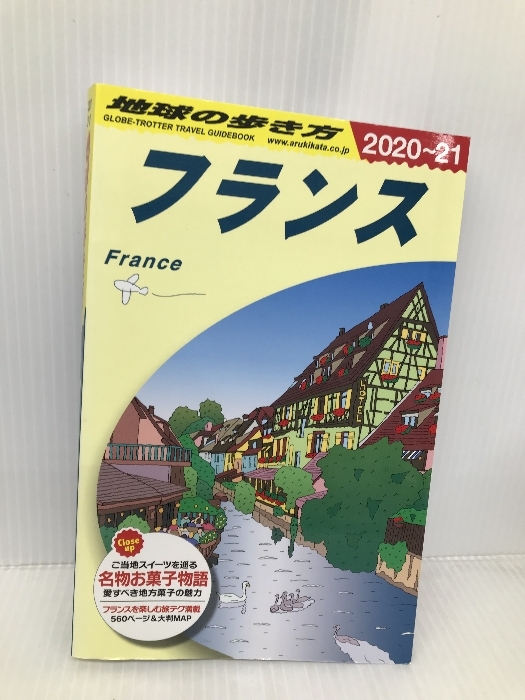 地球の歩き方
GLOBE-TROTTER TRAVEL GUIDEBOOK
www.arukikata.co.jp
2020~21
フランス
France
HOTEL
Close up
ご当地スイーツを巡る
名物お菓子物語
愛すべき地方菓子の魅力
フランスを楽しむ旅テク満載
560ページ&大判MAP